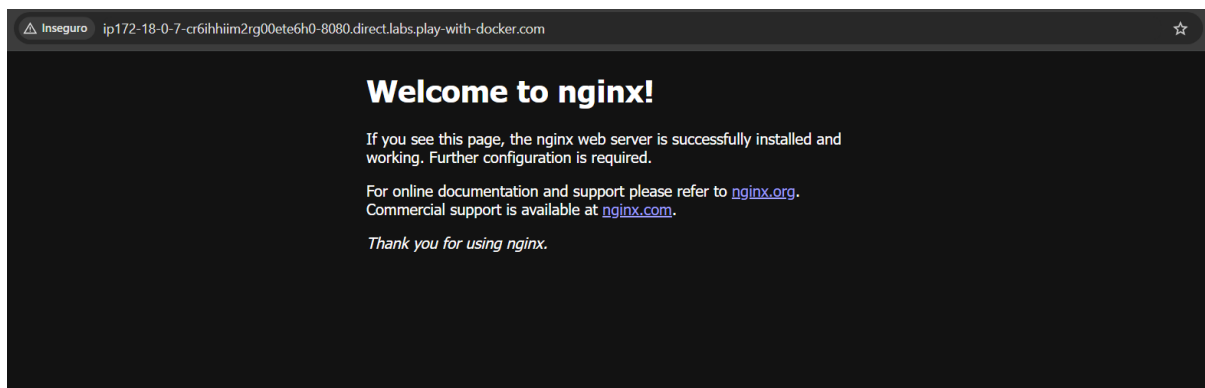 Inseguro ip172-18-0-7-cr6ihhiim2rg00ete6h0-8080.direct.labs.play-with-docker.com
Welcome to nginx!
If you see this page, the nginx web server is successfully installed and
working. Further configuration is required.
For online documentation and support please refer to nginx.org.
Commercial support is available at nginx.com.
Thank you for using nginx.